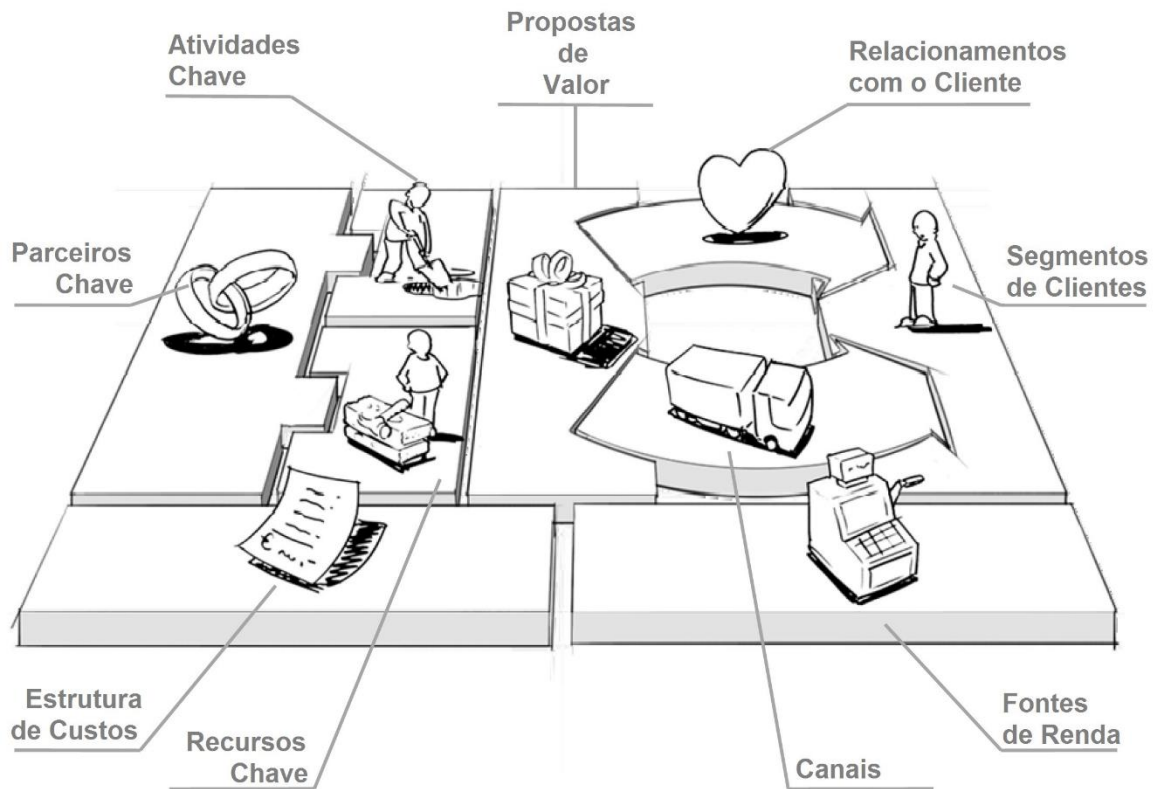 Atividades
Chave
Propostas
de
Valor
Relacionamentos
com o Cliente
Parceiros
Chave
Segmentos
de Clientes
Estrutura
de Custos
Recursos
Chave
Canais
Fontes
de Renda